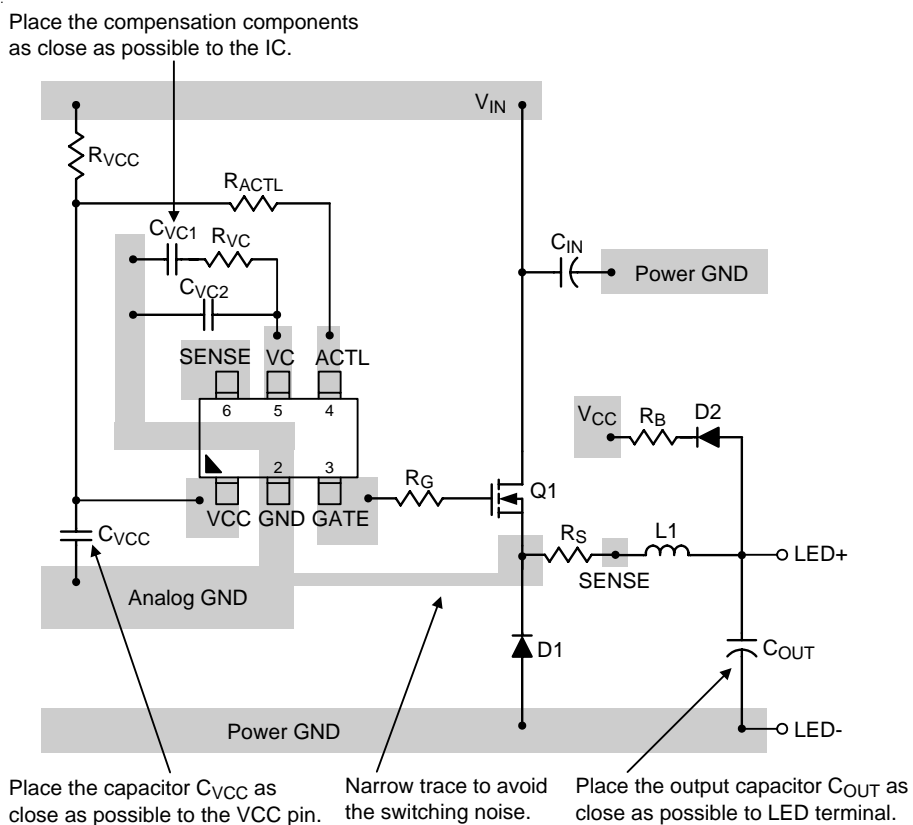 Place the compensation components
as close as possible to the IC.
VIN
RVCC
RACTL
CVC1
RVC
CIN
Power GND
CVC2
SENSE VC ACTL
6 5 4
VCC
RB
D2
2 3
RG
Q1
VCC GND GATE
CVCC
RS
L1
LED+
SENSE
Analog GND
D1
COUT
Power GND
LED-
Place the capacitor CVCC as
close as possible to the VCC pin.
Narrow trace to avoid
the switching noise.
Place the output capacitor COUT as
close as possible to LED terminal.